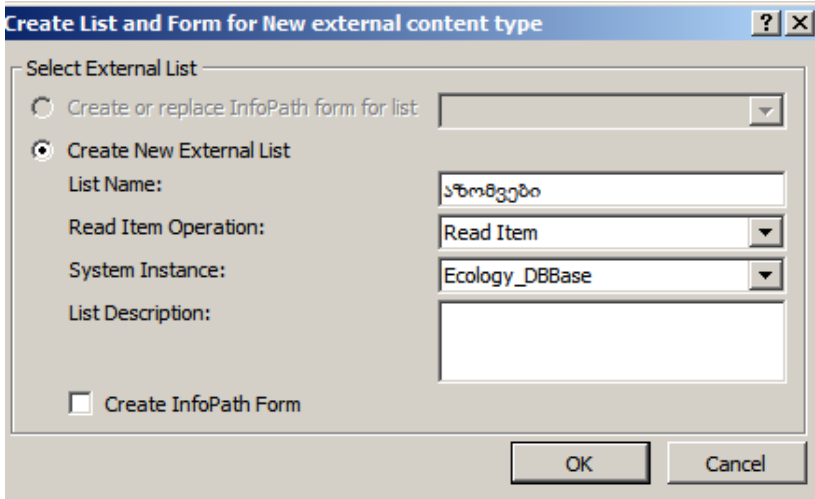 Create List and Form for New external content type
Select External List
Create or replace InfoPath form for list
Create New External List
List Name: აზომვები
Read Item Operation: Read Item
System Instance: Ecology_DBBase
List Description:
Create InfoPath Form
OK Cancel